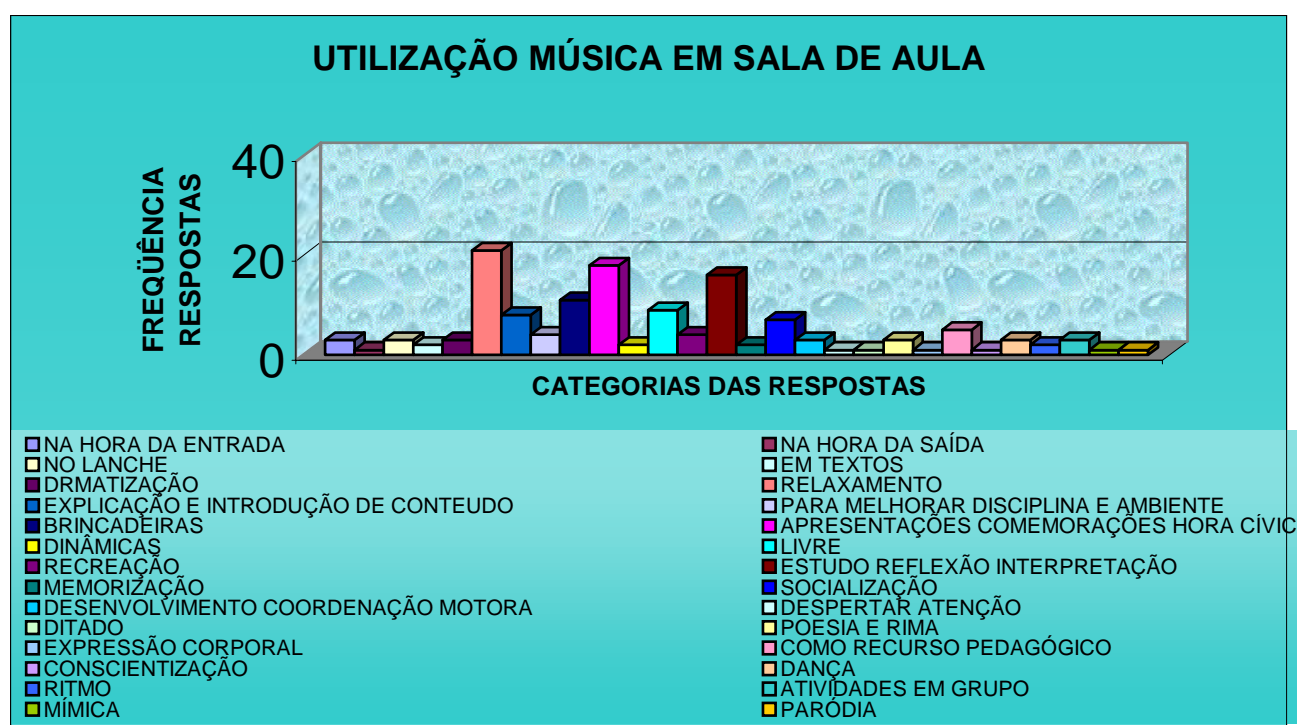 UTILIZAÇÃO MÚSICA EM SALA DE AULA
FREQÜÊNCIA
RESPOSTAS
40
20
0
CATEGORIAS DAS RESPOSTAS
NA HORA DA ENTRADA
NA HORA DA SAÍDA
NO LANCHE
EM TEXTOS
DRMATIZAÇÃO
RELAXAMENTO
EXPLICAÇÃO E INTRODUÇÃO DE CONTEUDO
PARA MELHORAR DISCIPLINA E AMBIENTE
BRINCADEIRAS
APRESENTAÇÕES COMEMORAÇÕES HORA CÍVIC
DINÂMICAS
LIVRE
RECREAÇÃO
ESTUDO REFLEXÃO INTERPRETAÇÃO
MEMORIZAÇÃO
SOCIALIZAÇÃO
DESENVOLVIMENTO COORDENAÇÃO MOTORA
DESPERTAR ATENÇÃO
DITADO
POESIA E RIMA
EXPRESSÃO CORPORAL
COMO RECURSO PEDAGÓGICO
CONSCIENTIZAÇÃO
DANÇA
RITMO
ATIVIDADES EM GRUPO
MÍMICA
PARÓDIA